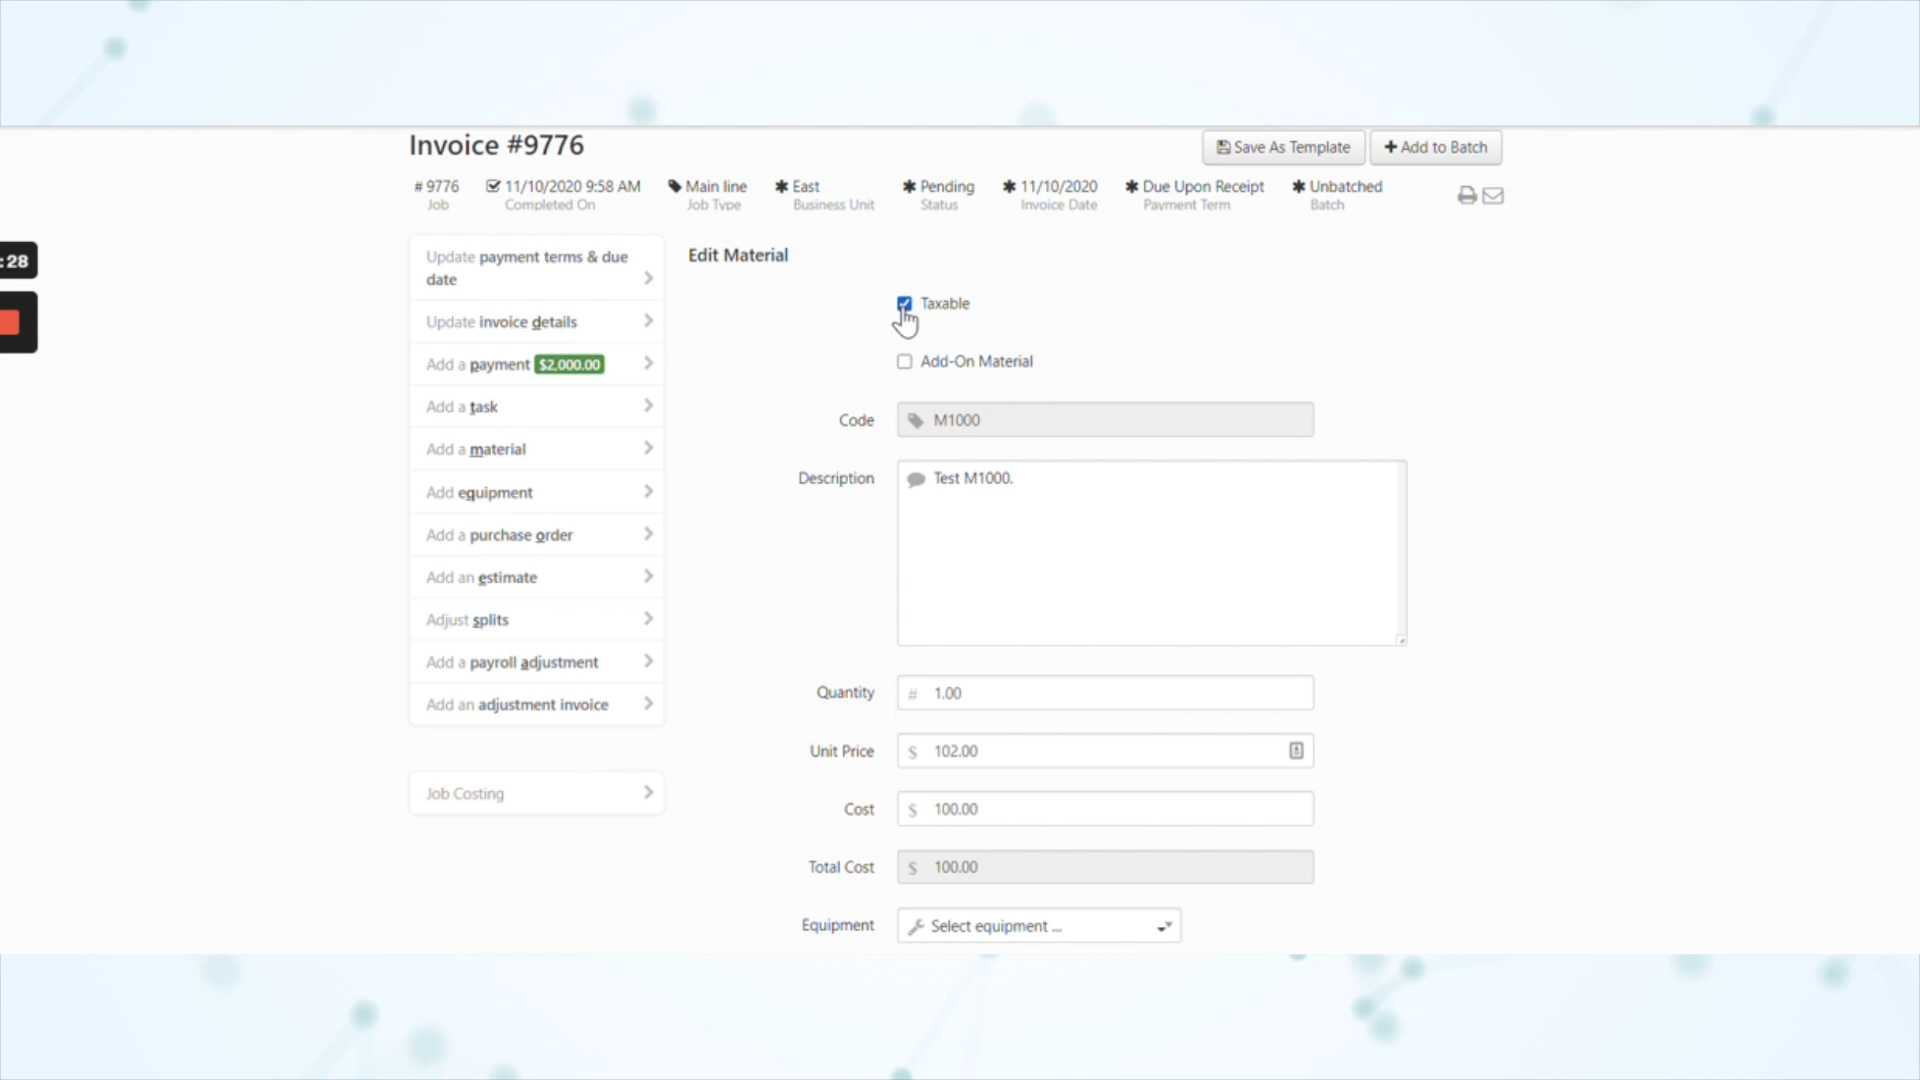 Invoice #9776
Save As Template
Add to Batch
# 9776
Job
11/10/2020 9:58 AM
Completed On
Main line
Job Type
East
Business Unit
Pending
Status
11/10/2020
Invoice Date
Due Upon Receipt
Payment Term
Unbatched
Batch
:28
Update payment terms & due
date
Update invoice details
Add a payment $2,000.00
Add a task
Add a material
Add equipment
Add a purchase order
Add an estimate
Adjust splits
Add a payroll adjustment
Add an adjustment invoice
Job Costing
Edit Material
Taxable
Add-On Material
Code M1000
Description Test M1000.
Quantity # 1.00
Unit Price $ 102.00
Cost $ 100.00
Total Cost $ 100.00
Equipment Select equipment ...